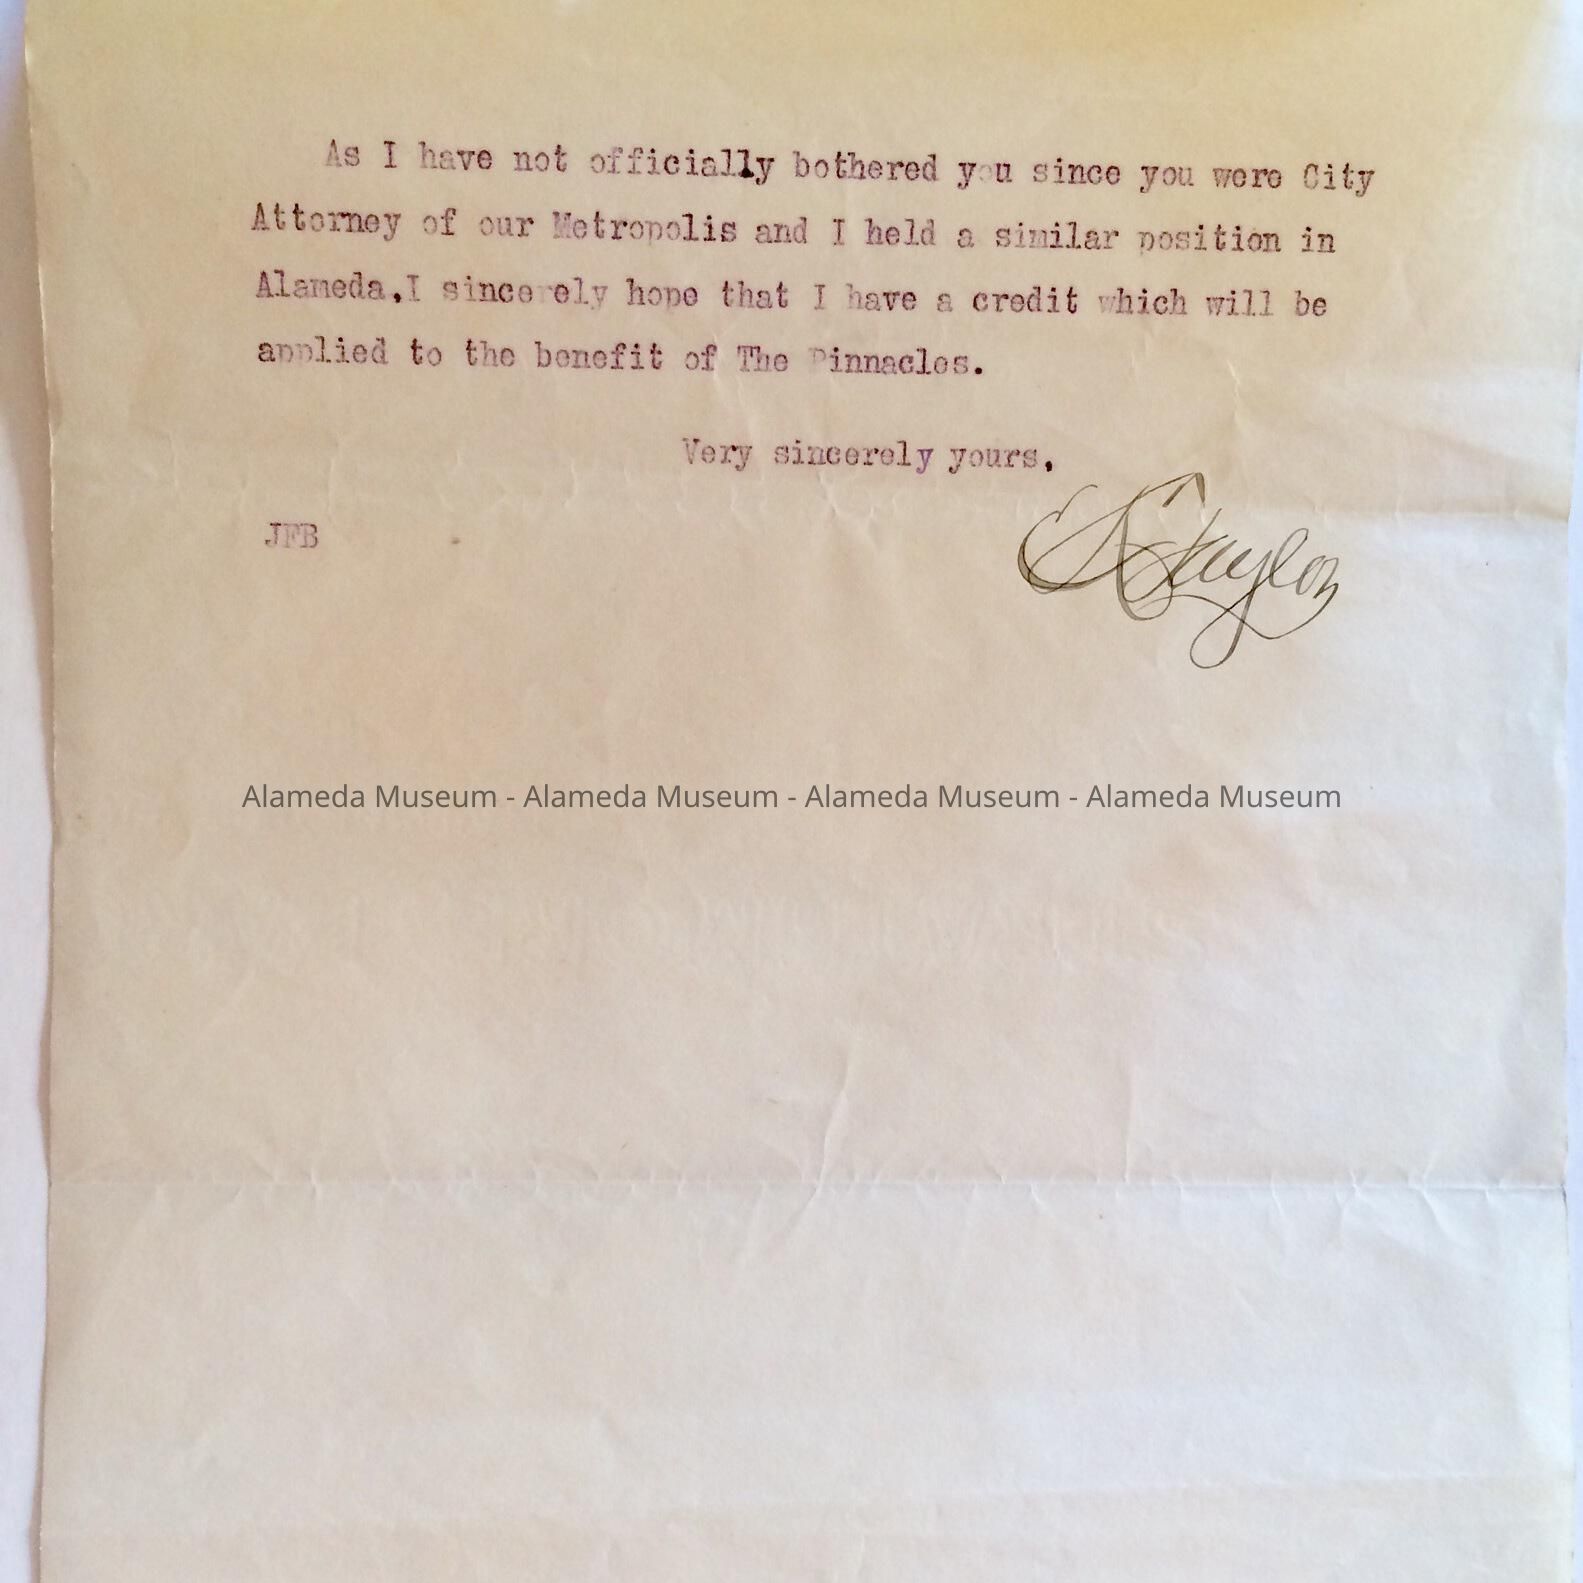 As I have not officially bothered you since you were City
Attorney of our Metropolis and I held a similar position in
Alameda,I sincerely hope that I have a credit which will be
applied to the benefit of The Pinnacles.
Very sincerely yours,
JFB
Taylor
Alameda Museum - Alameda Museum - Alameda Museum - Alameda Museum